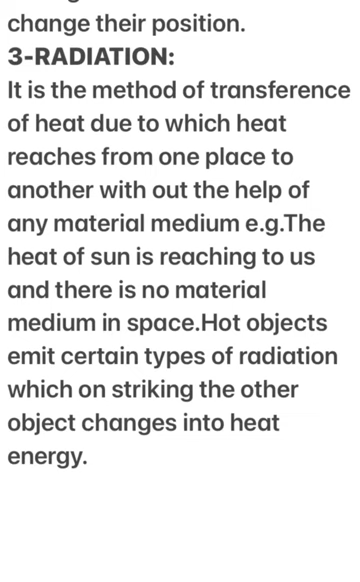 change their position.
3-RADIATION:
It is the method of transference
of heat due to which heat
reaches from one place to
another with out the help of
any material medium e.g.The
heat of sun is reaching to us
and there is no material
medium in space.Hot objects
emit certain types of radiation
which on striking the other
object changes into heat
energy.